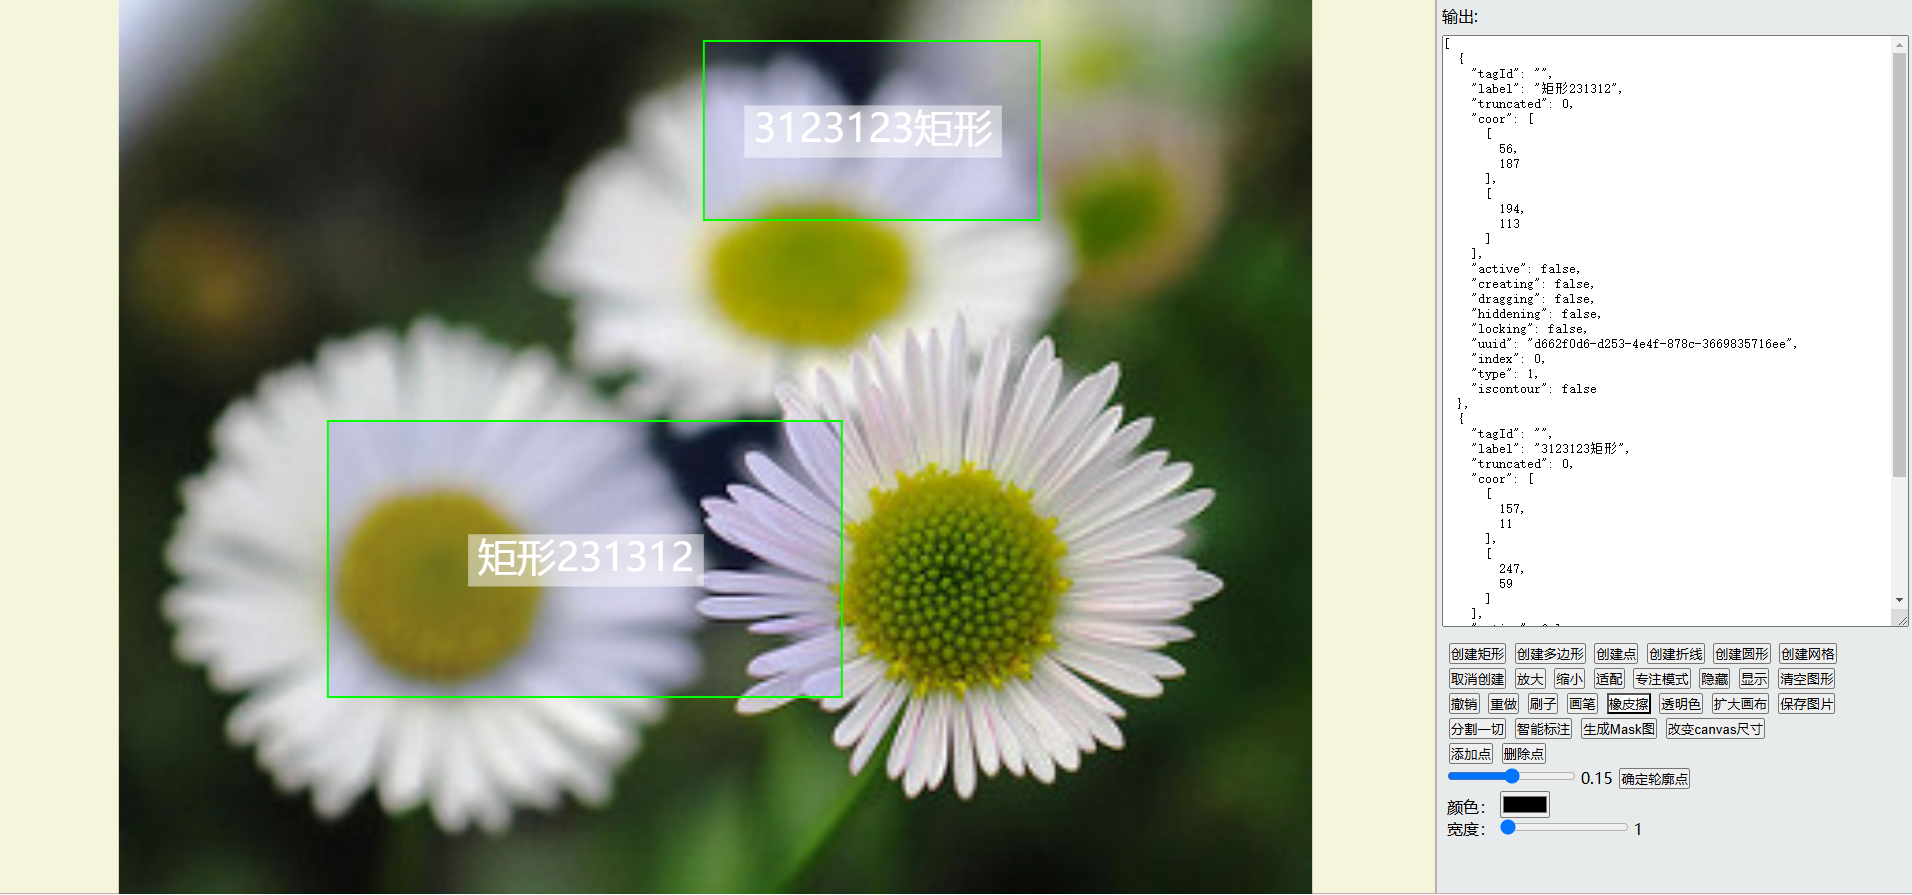 3123123矩形
矩形231312
输出:
[
  {
    "tagId": "",
    "label": "矩形231312",
    "truncated": 0,
    "coor": [
      [
        56,
        187
      ],
      [
        194,
        113
      ]
    ],
    "active": false,
    "creating": false,
    "dragging": false,
    "hiddening": false,
    "locking": false,
    "uuid": "d662f0d6-d253-4e4f-878c-3669835716ee",
    "index": 0,
    "type": 1,
    "iscontour": false
  },
  {
    "tagId": "",
    "label": "3123123矩形",
    "truncated": 0,
    "coor": [
      [
        157,
        11
      ],
      [
        247,
        59
      ]
    ],
创建矩形 创建多边形 创建点 创建折线 创建圆形 创建网格
取消创建 放大 缩小 适配 专注模式 隐藏 显示 清空图形
撤销 重做 刷子 画笔 橡皮擦 透明色 扩大画布 保存图片
分割一切 智能标注 生成Mask图 改变canvas尺寸
添加点 删除点
0.15 确定轮廓点
颜色：
宽度： 1